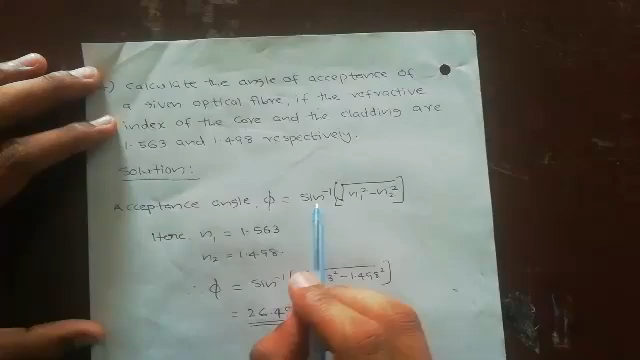 ) Calculate the angle of acceptance of
a given optical fibre, if the refractive
index of the core and the cladding are
1.563 and 1.498 respectively.
Solution:
Acceptance angle, ϕ = sin⁻¹[√n₁² − n₂²]
Here n₁ = 1.563
n₂ = 1.498.
∴ ϕ = sin⁻¹[ 3² − 1.498²]
= 26.49